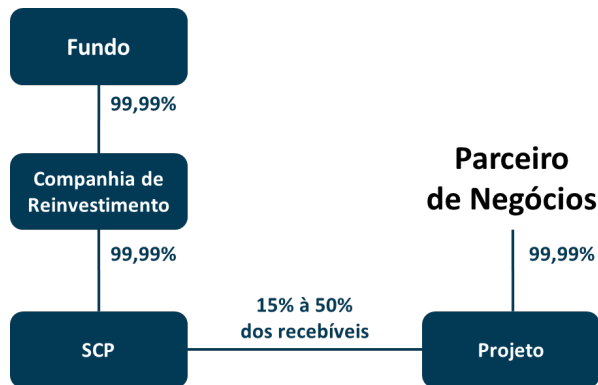 Fundo
99,99%
Companhia de
Reinvestimento
Parceiro
de Negócios
99,99%
99,99%
15% à 50%
dos recebíveis
SCP
Projeto